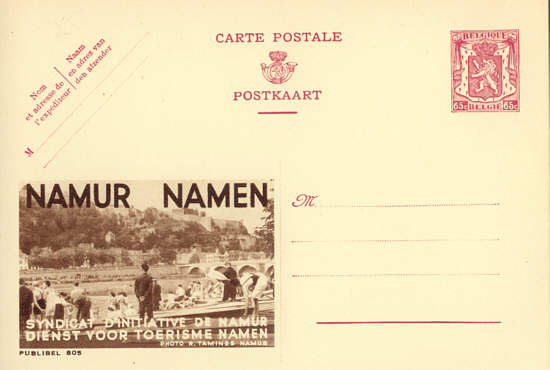 CARTE POSTALE
POSTKAART
BELGIQUE
65c 65c
BELGIË
Nom
et adresse de
l'expéditeur
Naam
en adres van
den afzender
M
NAMUR NAMEN
SYNDICAT D'INITIATIVE DE NAMUR
DIENST VOOR TOERISME NAMEN
PHOTO R. TAMINES NAMUR
PUBLIBEL 805
M